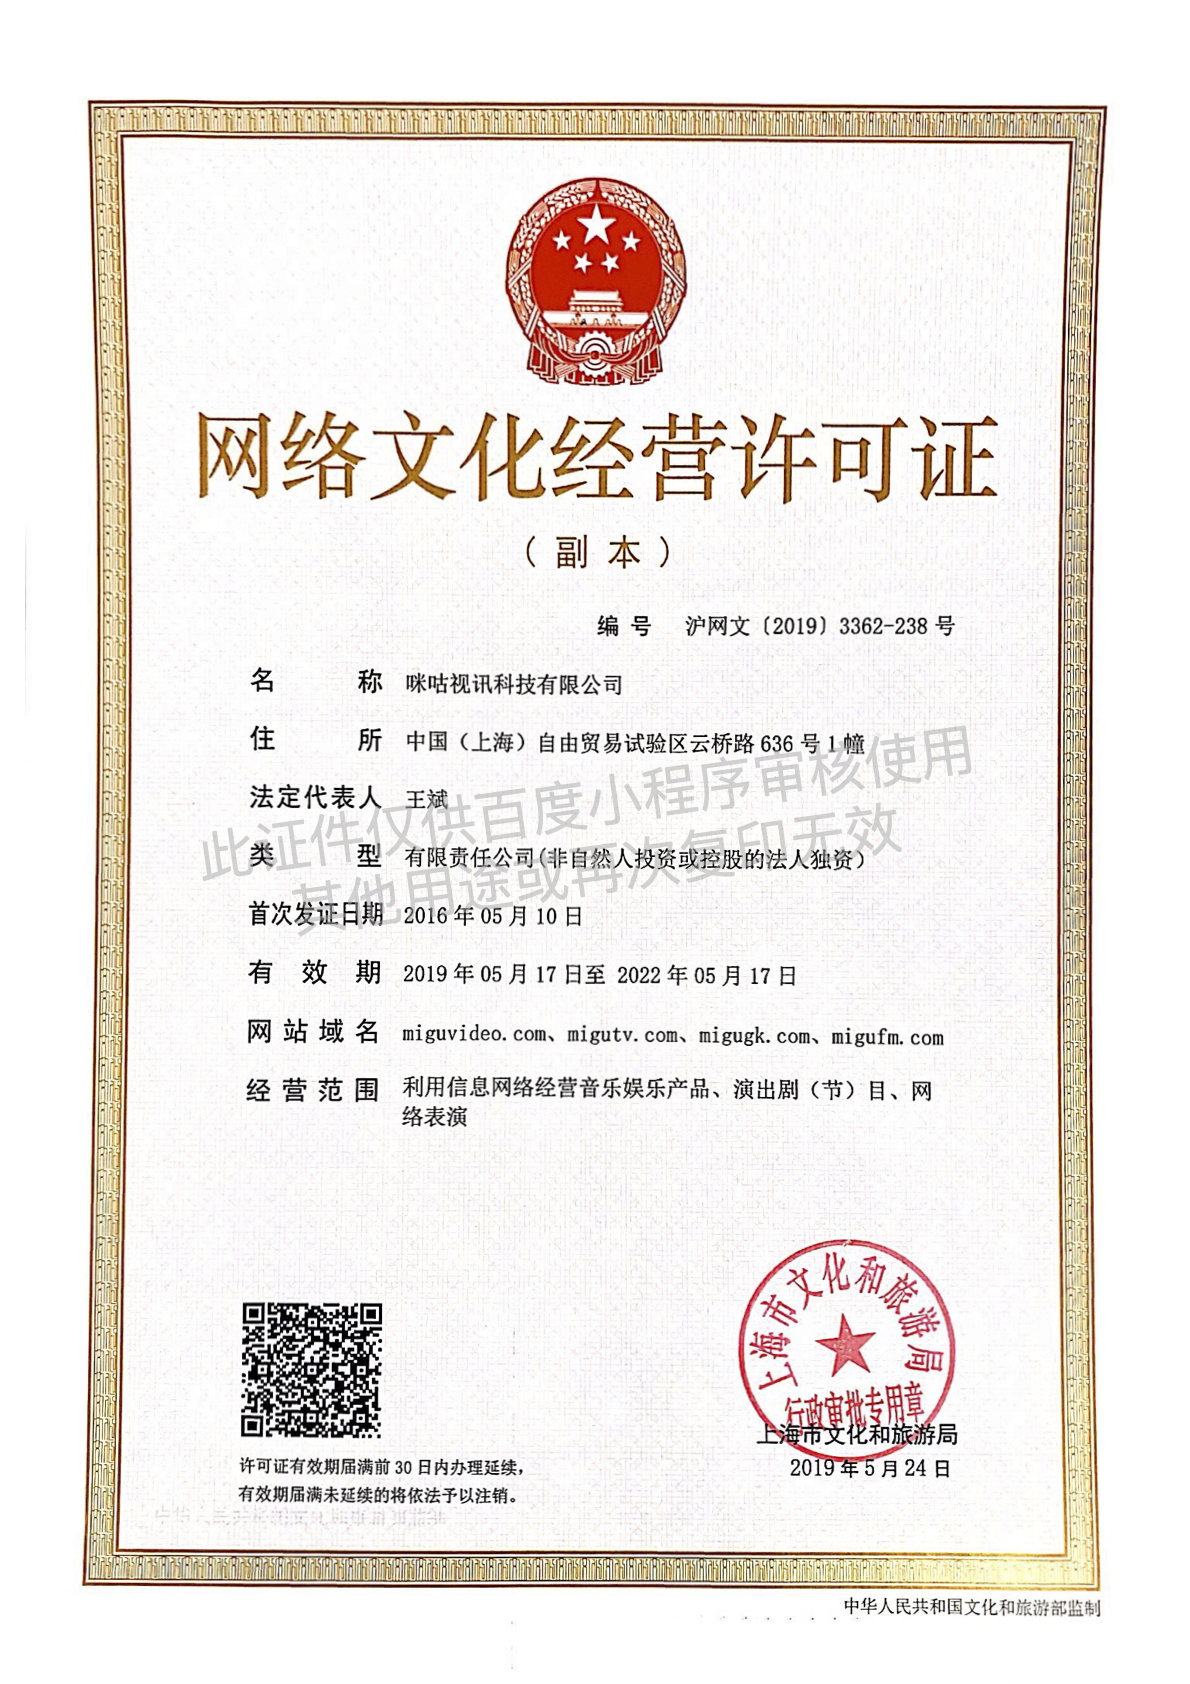 网络文化经营许可证
（副本）
编号 沪网文〔2019〕3362-238号
名称 咪咕视讯科技有限公司
住所 中国（上海）自由贸易试验区云桥路636号1幢
法定代表人 王斌
类型 有限责任公司(非自然人投资或控股的法人独资)
首次发证日期 2016年05月10日
有效期 2019年05月17日至 2022年05月17日
网站域名 miguvideo.com、migutv.com、migugk.com、migufm.com
经营范围 利用信息网络经营音乐娱乐产品、演出剧（节）目、网
络表演
此证件仅供百度小程序审核使用
其他用途或再次复印无效
上海市文化和旅游局
行政审批专用章
上海市文化和旅游局
2019年5月24日
许可证有效期届满前30日内办理延续，
有效期届满未延续的将依法予以注销。
中华人民共和国文化和旅游部监制